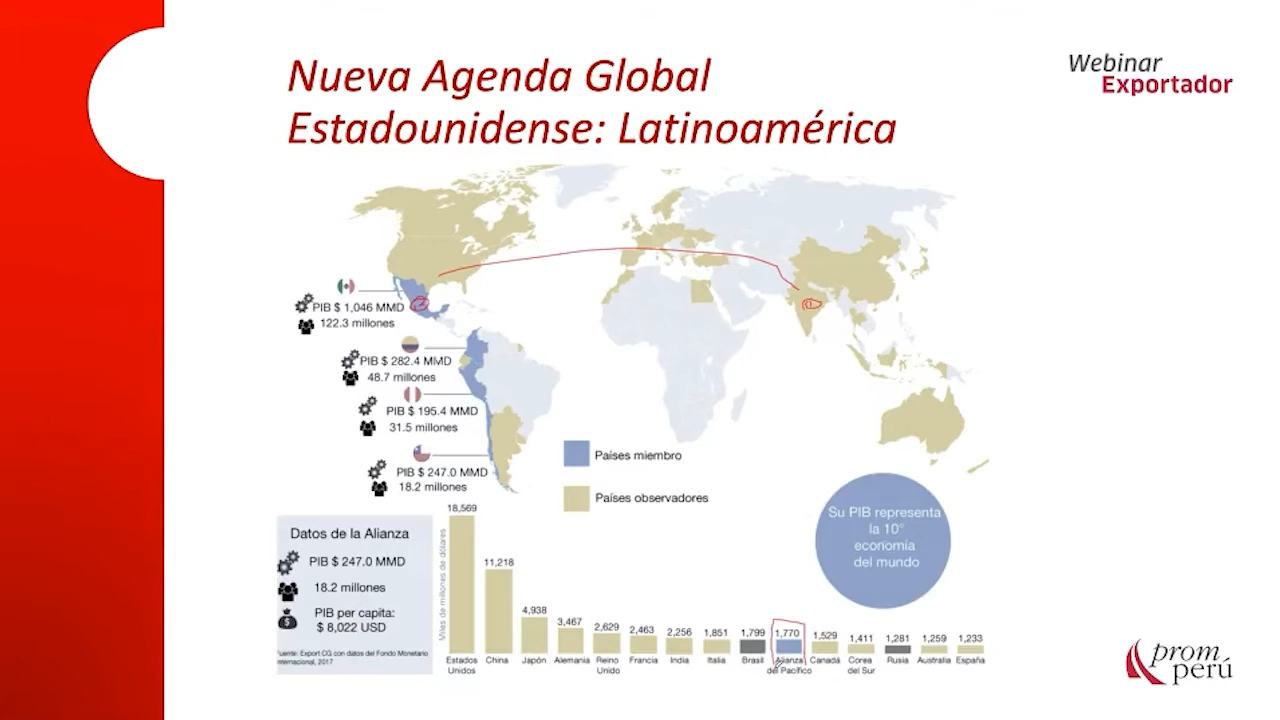 Nueva Agenda Global
Estadounidense: Latinoamérica
Webinar
Exportador
PIB $ 1,046 MMD
122.3 millones
PIB $ 282.4 MMD
48.7 millones
PIB $ 195.4 MMD
31.5 millones
PIB $ 247.0 MMD
18.2 millones
Países miembro
Países observadores
Su PIB representa
la 10°
economía
del mundo
Datos de la Alianza
PIB $ 247.0 MMD
18.2 millones
PIB per capita:
$ 8,022 USD
Fuente: Export CG con datos del Fondo Monetario
Internacional, 2017
Miles de millones de dólares
18,569
11,218
4,938
3,467
2,629
2,463
2,256
1,851
1,799
1,770
1,529
1,411
1,281
1,259
1,233
Estados
Unidos
China
Japón
Alemania
Reino
Unido
Francia
India
Italia
Brasil
Alianza
del Pacífico
Canadá
Corea
del Sur
Rusia
Australia
España
prom
perú